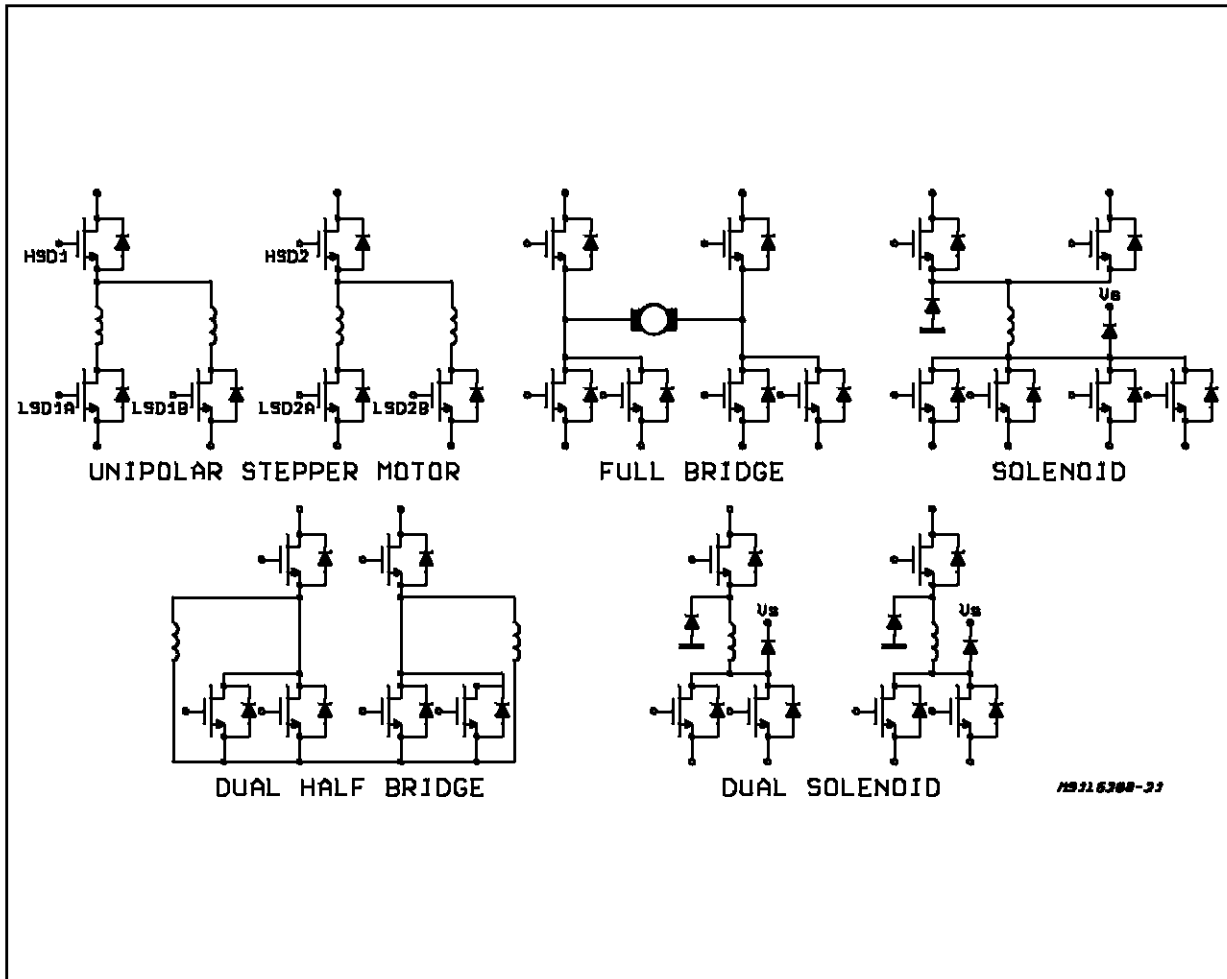 HSD1
HSD2
Vs
LSD1A
LSD1B
LSD2A
LSD2B
UNIPOLAR STEPPER MOTOR
FULL BRIDGE
SOLENOID
Vs
Vs
DUAL HALF BRIDGE
DUAL SOLENOID